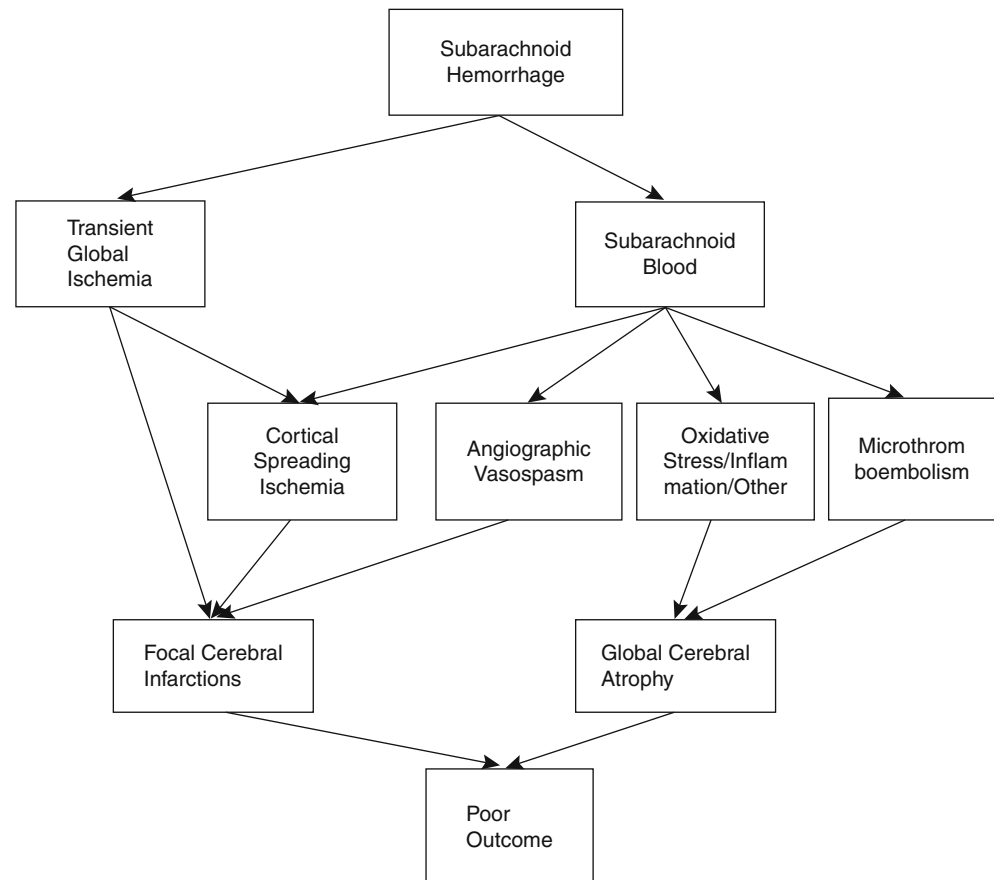 Subarachnoid
Hemorrhage
Transient
Global
Ischemia
Subarachnoid
Blood
Cortical
Spreading
Ischemia
Angiographic
Vasospasm
Oxidative
Stress/Inflam
mation/Other
Microthrom
boembolism
Focal Cerebral
Infarctions
Global Cerebral
Atrophy
Poor
Outcome